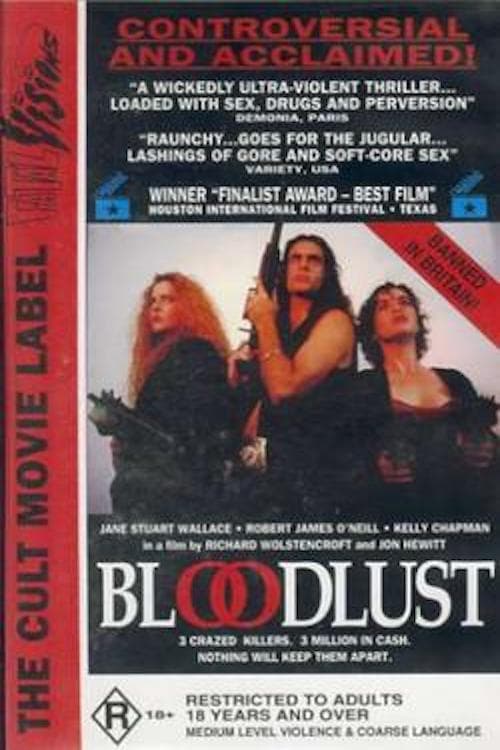 CONTROVERSIAL
AND ACCLAIMED!
"A WICKEDLY ULTRA-VIOLENT THRILLER...
LOADED WITH SEX, DRUGS AND PERVERSION"
DEMONIA, PARIS
"RAUNCHY...GOES FOR THE JUGULAR...
LASHINGS OF GORE AND SOFT-CORE SEX"
VARIETY, USA
WINNER "FINALIST AWARD – BEST FILM"
HOUSTON INTERNATIONAL FILM FESTIVAL • TEXAS
BANNED
IN BRITAIN!
JANE STUART WALLACE • ROBERT JAMES O'NEILL • KELLY CHAPMAN
in a film by RICHARD WOLSTENCROFT and JON HEWITT
BLOODLUST
3 CRAZED KILLERS. 3 MILLION IN CASH.
NOTHING WILL KEEP THEM APART.
R 18+
RESTRICTED TO ADULTS
18 YEARS AND OVER
MEDIUM LEVEL VIOLENCE & COARSE LANGUAGE
THE CULT MOVIE LABEL
VISIONS